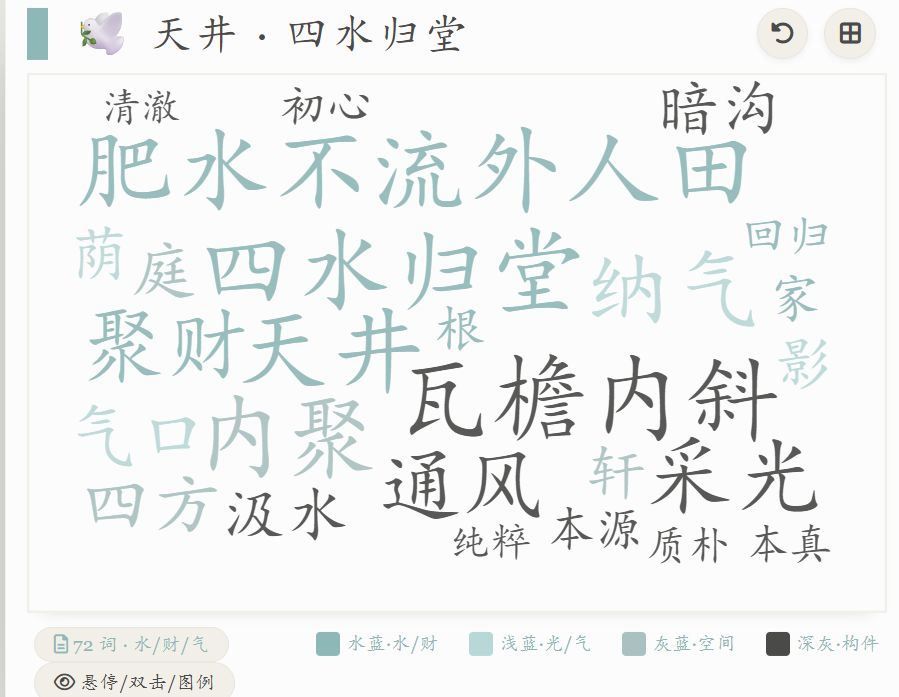 天井·四水归堂
清澈 初心 暗沟
肥水不流外人田
荫 庭 四水归堂 纳气 回归
家
聚财 天井 根
影
瓦檐内斜
气口 内聚
通风 轩 采光
四方 汲水
纯粹 本源 质朴 本真
72 词·水/财/气
水蓝·水/财 浅蓝·光/气 灰蓝·空间 深灰·构件
悬停/双击/图例